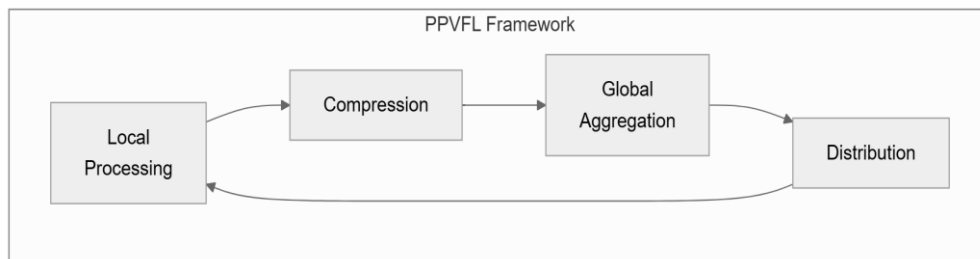 PPVFL Framework
Local
Processing
Compression
Global
Aggregation
Distribution